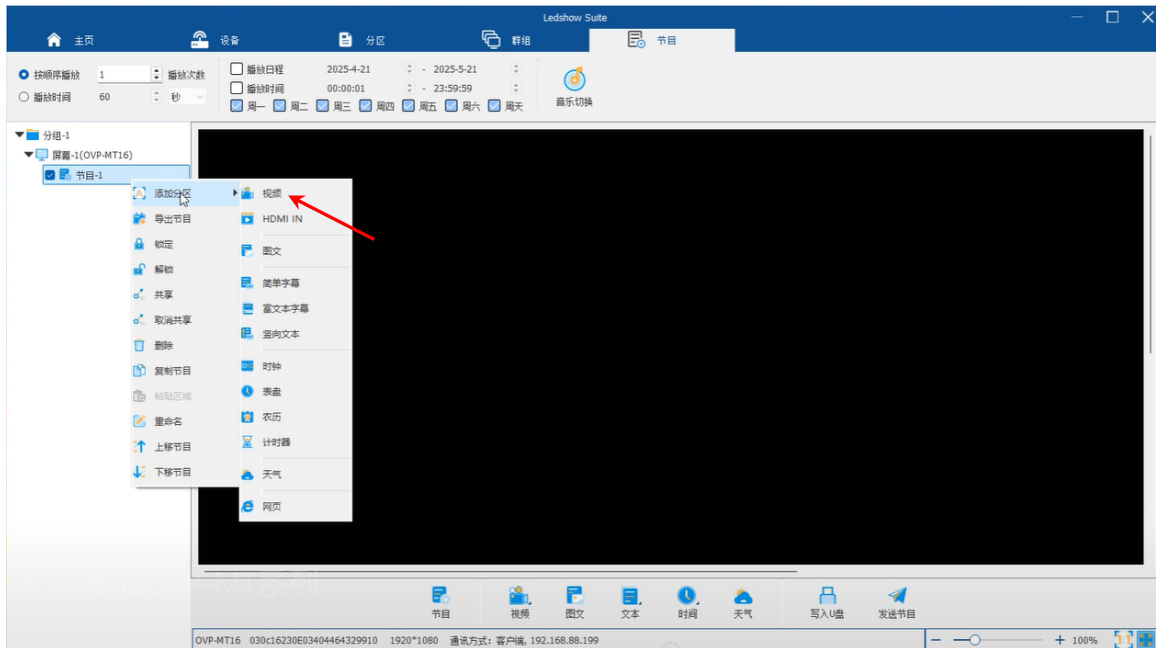 Ledshow Suite
主页 设备 分区 群组 节目
按顺序播放 1 播放次数 播放日程 2025-4-21 - 2025-5-21
播放时间 60 秒 播放时间 00:00:01 - 23:59:59
周一 周二 周三 周四 周五 周六 周天 音乐切换
分组-1
屏幕-1(OVP-MT16)
节目-1
添加分区
导出节目
锁定
解锁
共享
取消共享
删除
复制节目
粘贴区域
重命名
上移节目
下移节目
视频
HDMI IN
图文
简单字幕
富文本字幕
竖向文本
时钟
表盘
农历
计时器
天气
网页
节目 视频 图文 文本 时间 天气 写入U盘 发送节目
OVP-MT16 030c16230E03404464329910 1920*1080 通讯方式: 客户端, 192.168.88.199 100% 1:1